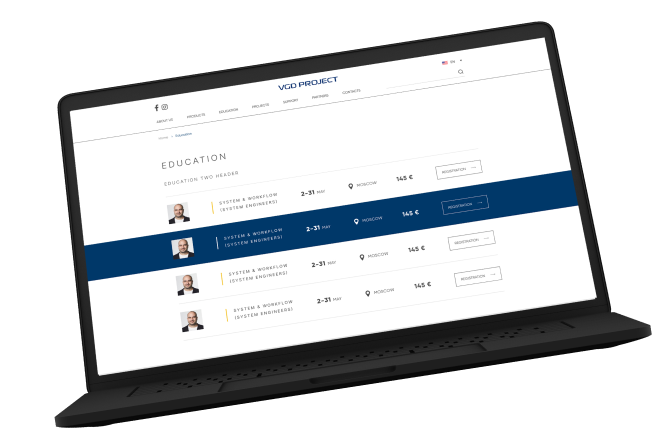 VGD PROJECT
EN
ABOUT US PRODUCTS EDUCATION PROJECTS SUPPORT PARTNERS CONTACTS
Home > Education
EDUCATION
EDUCATION TWO HEADER
SYSTEM & WORKFLOW
(SYSTEM ENGINEERS)
2-31 MAY
MOSCOW
145 €
REGISTRATION
SYSTEM & WORKFLOW
(SYSTEM ENGINEERS)
2-31 MAY
MOSCOW
145 €
REGISTRATION
SYSTEM & WORKFLOW
(SYSTEM ENGINEERS)
2-31 MAY
MOSCOW
145 €
REGISTRATION
SYSTEM & WORKFLOW
(SYSTEM ENGINEERS)
2-31 MAY
MOSCOW
145 €
REGISTRATION